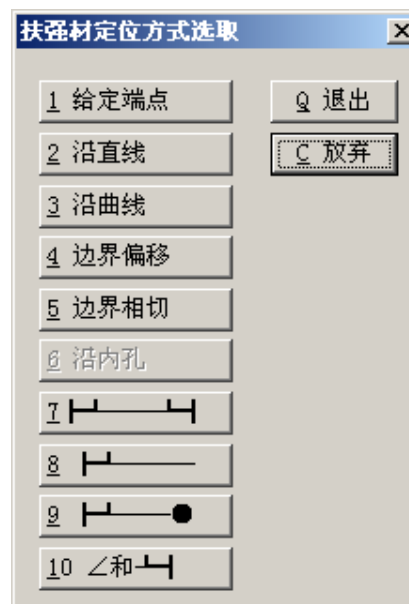 扶强材定位方式选取
1 给定端点
Q 退出
2 沿直线
C 放弃
3 沿曲线
4 边界偏移
5 边界相切
6 沿内孔
7
8
9
10 ∠和